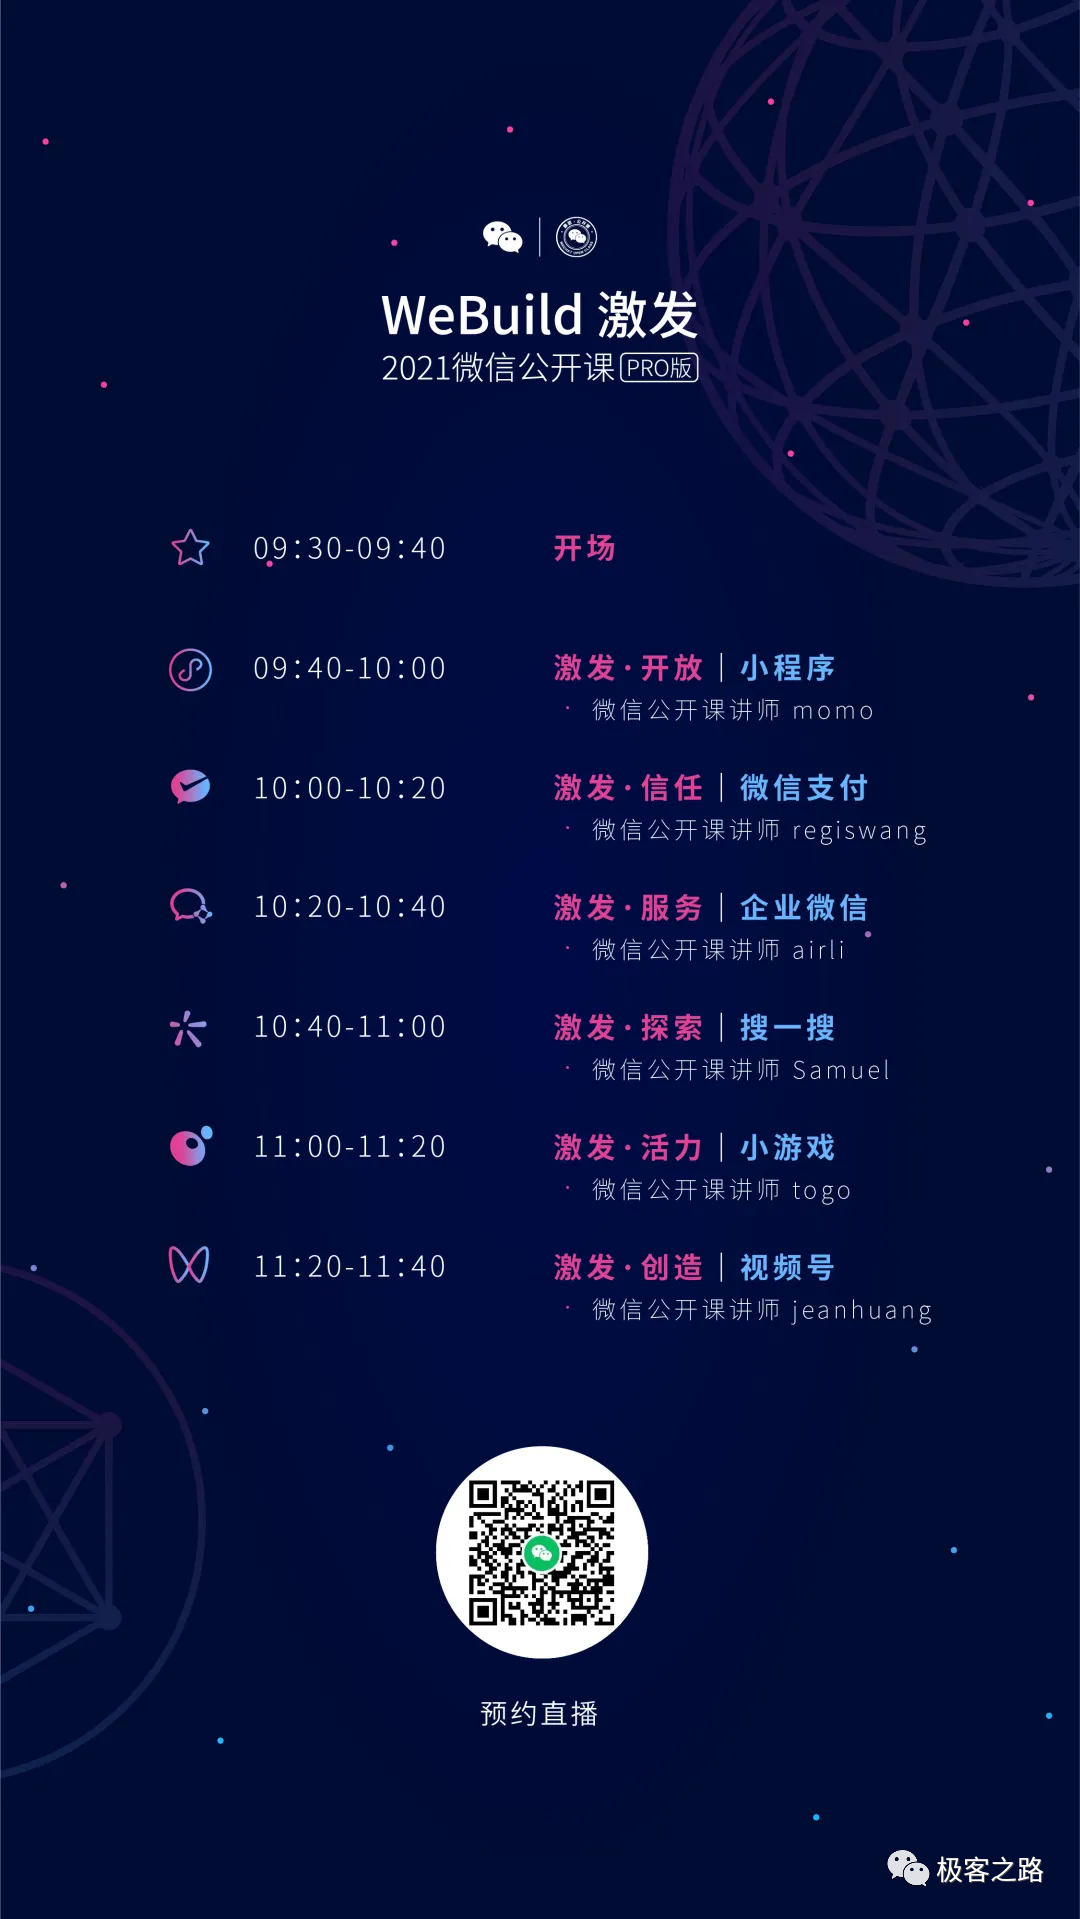 WeBuild 激发
2021微信公开课 PRO版
09:30-09:40 开场
09:40-10:00 激发·开放｜小程序
· 微信公开课讲师 momo
10:00-10:20 激发·信任｜微信支付
· 微信公开课讲师 regiswang
10:20-10:40 激发·服务｜企业微信
· 微信公开课讲师 airli
10:40-11:00 激发·探索｜搜一搜
· 微信公开课讲师 Samuel
11:00-11:20 激发·活力｜小游戏
· 微信公开课讲师 togo
11:20-11:40 激发·创造｜视频号
· 微信公开课讲师 jeanhuang
预约直播
极客之路